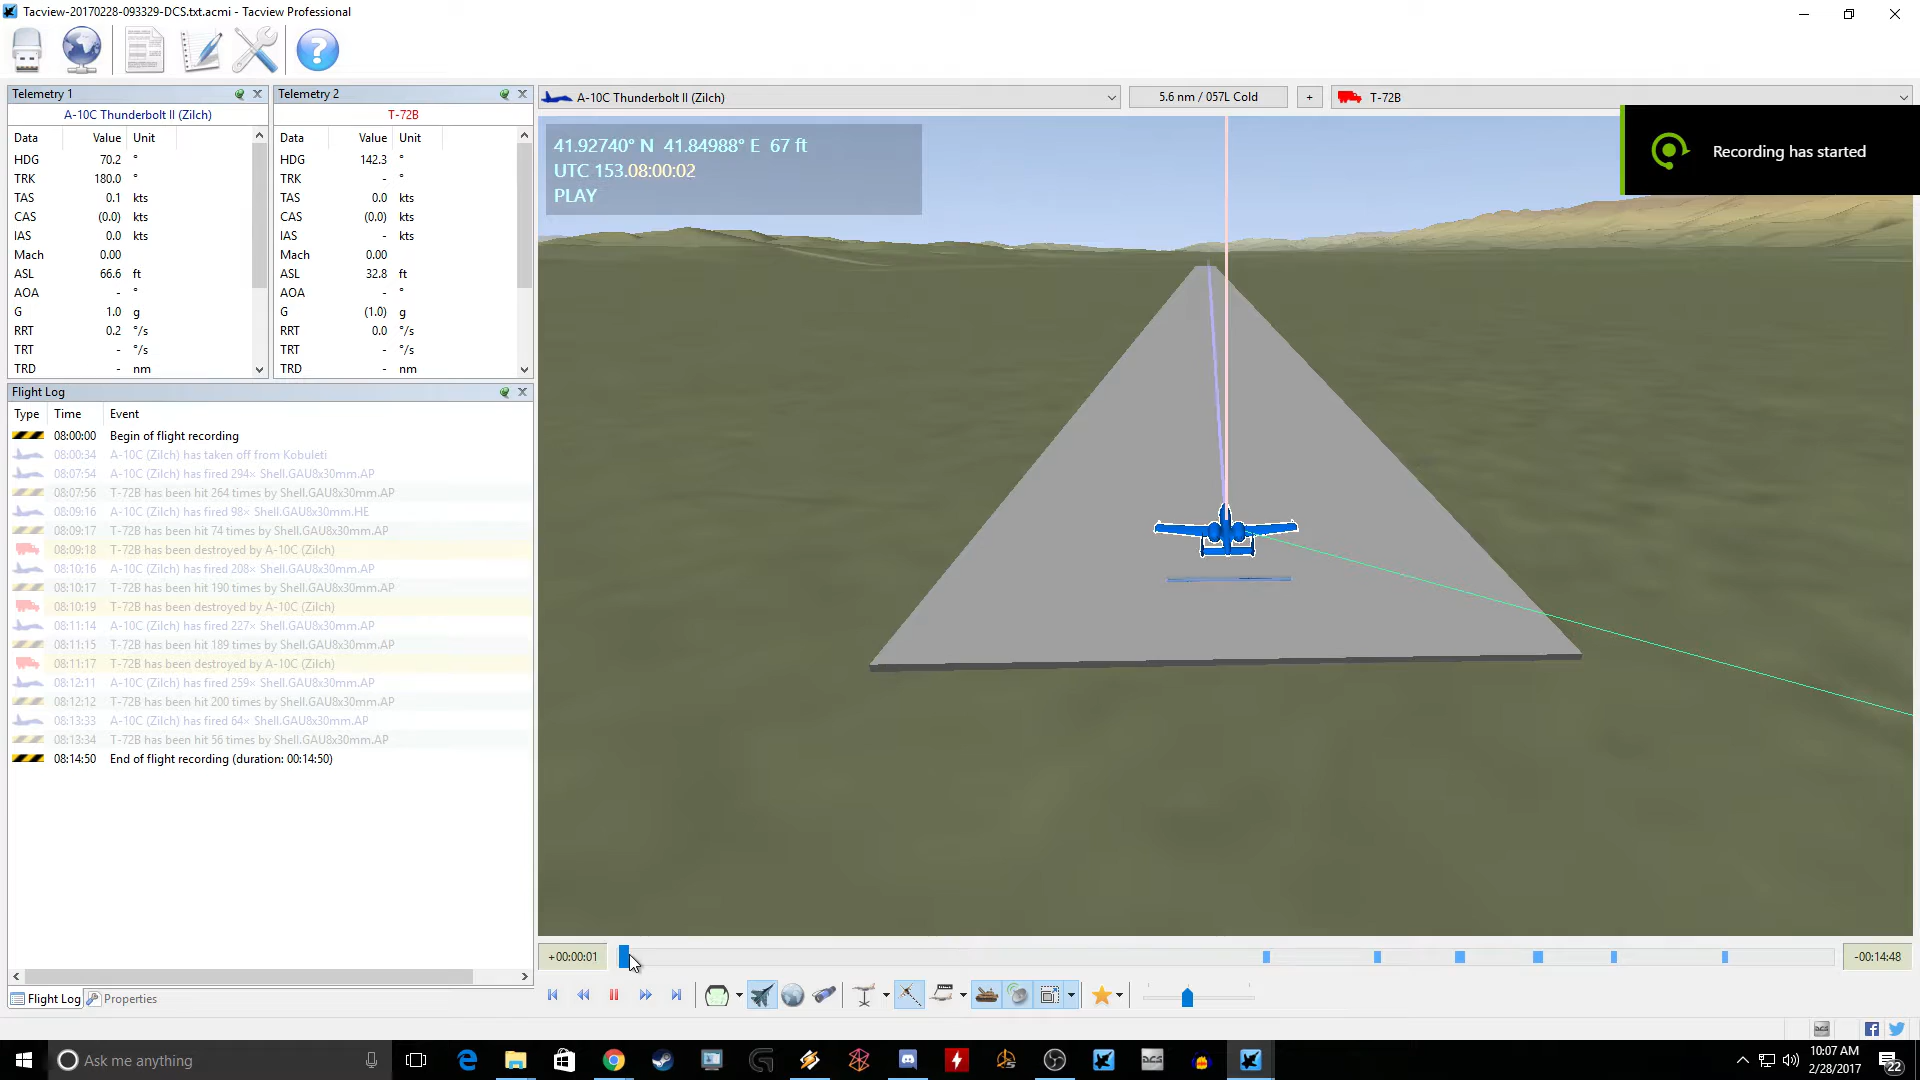 Tacview-20170228-093329-DCS.txt.acmi - Tacview Professional
Telemetry 1
A-10C Thunderbolt II (Zilch)
Data Value Unit
HDG 70.2 °
TRK 180.0 °
TAS 0.1 kts
CAS (0.0) kts
IAS 0.0 kts
Mach 0.00
ASL 66.6 ft
AOA - °
G 1.0 g
RRT 0.2 °/s
TRT - °/s
TRD - nm
Telemetry 2
T-72B
Data Value Unit
HDG 142.3 °
TRK - °
TAS 0.0 kts
CAS (0.0) kts
IAS - kts
Mach 0.00
ASL 32.8 ft
AOA - °
G (1.0) g
RRT 0.0 °/s
TRT - °/s
TRD - nm
A-10C Thunderbolt II (Zilch)
5.6 nm / 057L Cold
+
T-72B
41.92740° N 41.84988° E 67 ft
UTC 153.08:00:02
PLAY
Recording has started
Flight Log
Type Time Event
08:00:00 Begin of flight recording
08:00:34 A-10C (Zilch) has taken off from Kobuleti
08:07:54 A-10C (Zilch) has fired 294× Shell.GAU8x30mm.AP
08:07:56 T-72B has been hit 264 times by Shell.GAU8x30mm.AP
08:09:16 A-10C (Zilch) has fired 98× Shell.GAU8x30mm.HE
08:09:17 T-72B has been hit 74 times by Shell.GAU8x30mm.AP
08:09:18 T-72B has been destroyed by A-10C (Zilch)
08:10:16 A-10C (Zilch) has fired 208× Shell.GAU8x30mm.AP
08:10:17 T-72B has been hit 190 times by Shell.GAU8x30mm.AP
08:10:19 T-72B has been destroyed by A-10C (Zilch)
08:11:14 A-10C (Zilch) has fired 227× Shell.GAU8x30mm.AP
08:11:15 T-72B has been hit 189 times by Shell.GAU8x30mm.AP
08:11:17 T-72B has been destroyed by A-10C (Zilch)
08:12:11 A-10C (Zilch) has fired 259× Shell.GAU8x30mm.AP
08:12:12 T-72B has been hit 200 times by Shell.GAU8x30mm.AP
08:13:33 A-10C (Zilch) has fired 64× Shell.GAU8x30mm.AP
08:13:34 T-72B has been hit 56 times by Shell.GAU8x30mm.AP
08:14:50 End of flight recording (duration: 00:14:50)
+00:00:01
-00:14:48
Flight Log
Properties
Ask me anything
DCS
10:07 AM
2/28/2017
22